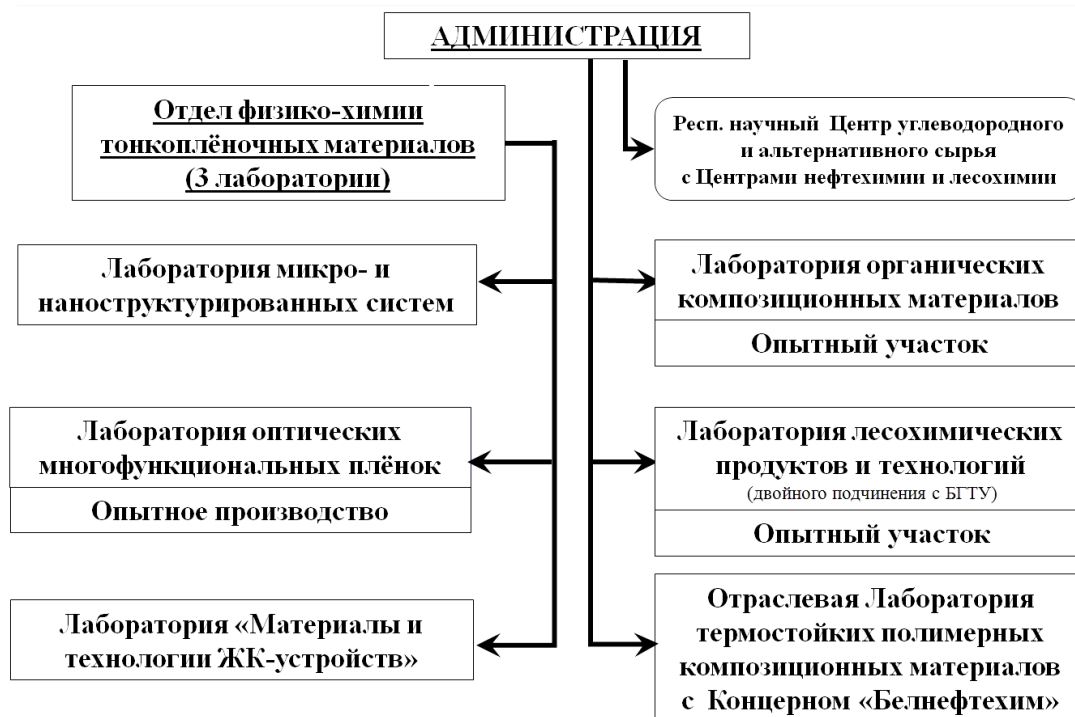 АДМИНИСТРАЦИЯ
Отдел физико-химии
тонкоплёночных материалов
(3 лаборатории)
Респ. научный Центр углеводородного
и альтернативного сырья
с Центрами нефтехимии и лесохимии
Лаборатория микро- и
наноструктурированных систем
Лаборатория органических
композиционных материалов
Опытный участок
Лаборатория оптических
многофункциональных плёнок
Опытное производство
Лаборатория лесохимических
продуктов и технологий
(двойного подчинения с БГТУ)
Опытный участок
Лаборатория «Материалы и
технологии ЖК-устройств»
Отраслевая Лаборатория
термостойких полимерных
композиционных материалов
с Концерном «Белнефтехим»